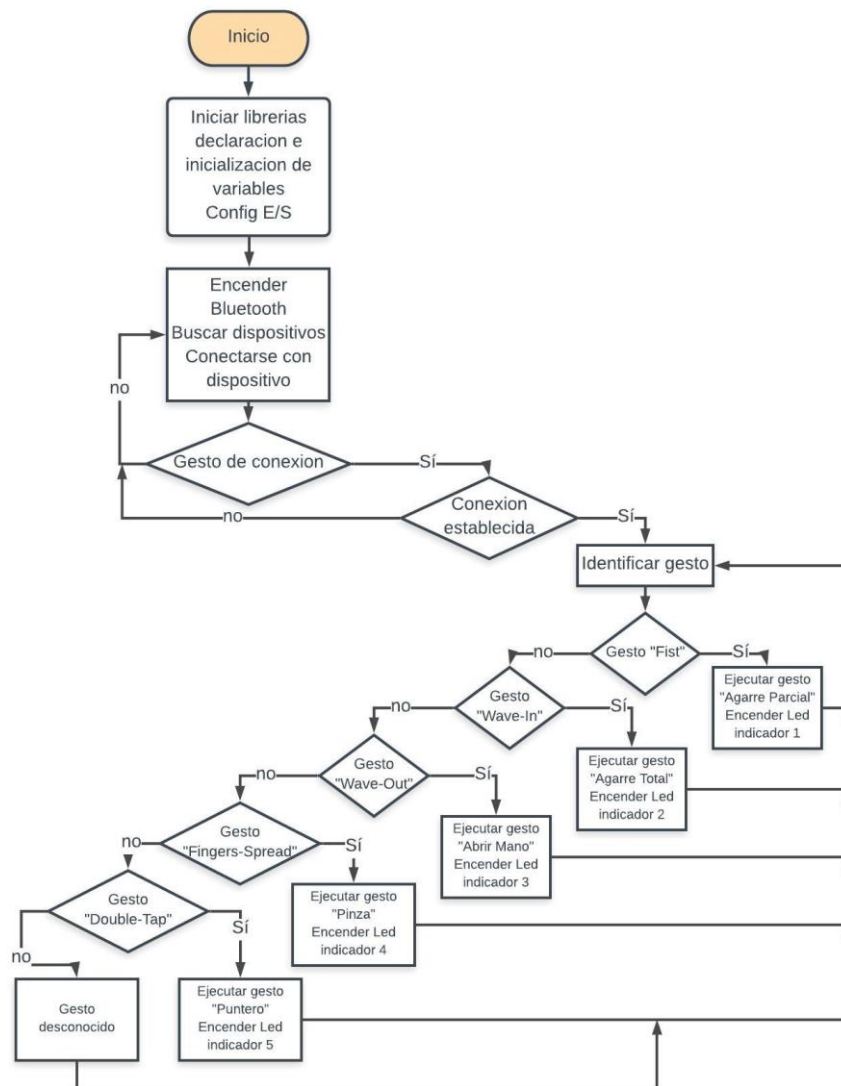 Inicio
Iniciar librerias
declaracion e
inicializacion de
variables
Config E/S
Encender
Bluetooth
Buscar dispositivos
Conectarse con
dispositivo
no
Gesto de conexion
Sí
Conexion
establecida
no
Sí
Identificar gesto
Gesto "Fist"
no
Sí
Ejecutar gesto
"Agarre Parcial"
Encender Led
indicador 1
Gesto
"Wave-In"
no
Sí
Ejecutar gesto
"Agarre Total"
Encender Led
indicador 2
Gesto
"Wave-Out"
no
Sí
Ejecutar gesto
"Abrir Mano"
Encender Led
indicador 3
Gesto
"Fingers-Spread"
no
Sí
Ejecutar gesto
"Pinza"
Encender Led
indicador 4
Gesto
"Double-Tap"
no
Sí
Gesto
desconocido
Ejecutar gesto
"Puntero"
Encender Led
indicador 5